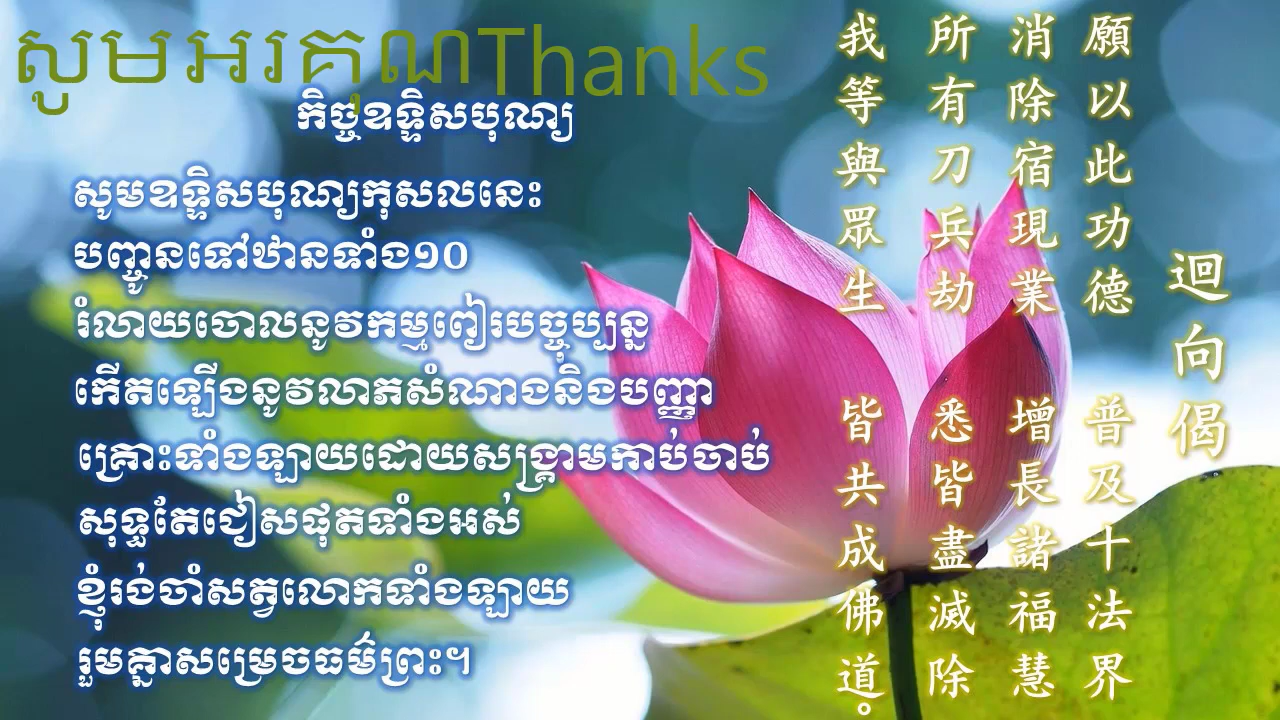 សូមអរគុណThanks
កិច្ចឧទ្ទិសបុណ្យ
សូមឧទ្ទិសបុណ្យកុសលនេះ
បញ្ជូនទៅឋានទាំង១០
រំលាយចោលនូវកម្មពៀរបច្ចុប្បន្ន
កើតឡើងនូវលាភសំណាងនិងបញ្ញា
គ្រោះទាំងឡាយដោយសង្គ្រាមកាប់ចាប់
សុទ្ធតែជៀសផុតទាំងអស់
ខ្ញុំរង់ចាំសត្វលោកទាំងឡាយ
រួមគ្នាសម្រេចធម៌ព្រះ។
迴向偈
願以此功德 普及十法界
消除宿現業 增長諸福慧
所有刀兵劫 悉皆盡滅除
我等與眾生 皆共成佛道。